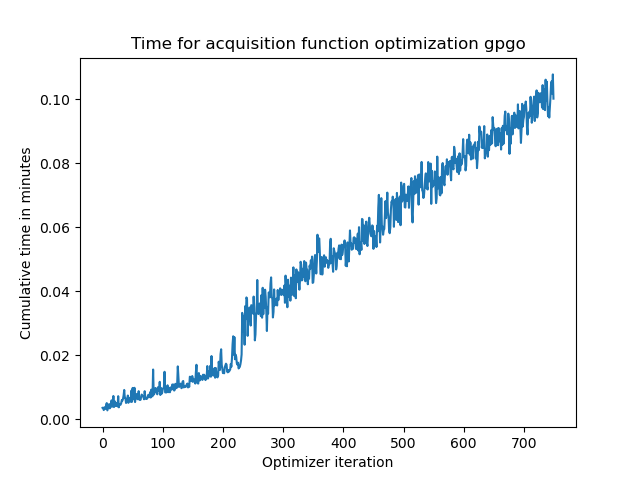 Time for acquisition function optimization gpgo
Cumulative time in minutes
0.10
0.08
0.06
0.04
0.02
0.00
0 100 200 300 400 500 600 700
Optimizer iteration